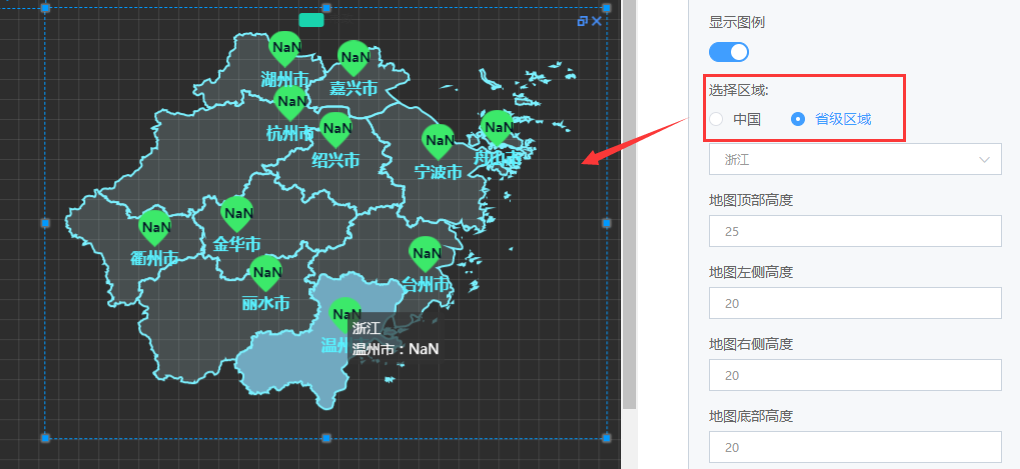 NaN
湖州市
NaN
嘉兴市
NaN
杭州市
NaN
绍兴市
NaN
宁波市
NaN
舟山市
NaN
衢州市
NaN
金华市
NaN
丽水市
NaN
台州市
NaN
温州
浙江
温州市：NaN
显示图例
选择区域:
中国
省级区域
浙江
地图顶部高度
25
地图左侧高度
20
地图右侧高度
20
地图底部高度
20